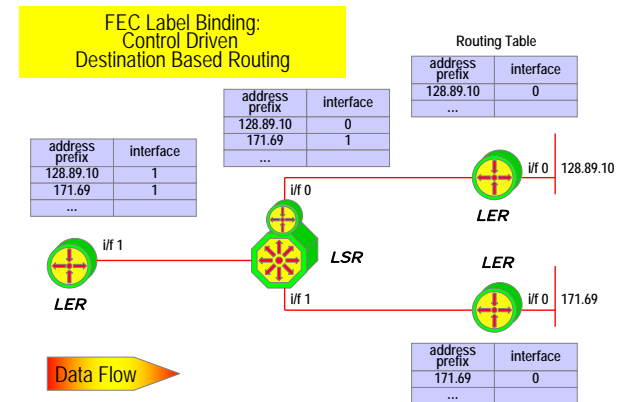 FEC Label Binding:
Control Driven
Destination Based Routing
Routing Table
address prefix interface
128.89.10 0
...
address prefix interface
128.89.10 0
171.69 1
...
address prefix interface
128.89.10 1
171.69 1
...
i/f 0 128.89.10
LER
i/f 0
i/f 1
LSR
LER
LER
i/f 1
i/f 0 171.69
address prefix interface
171.69 0
...
Data Flow